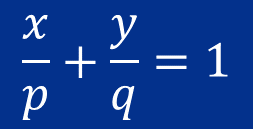 x/p + y/q = 1